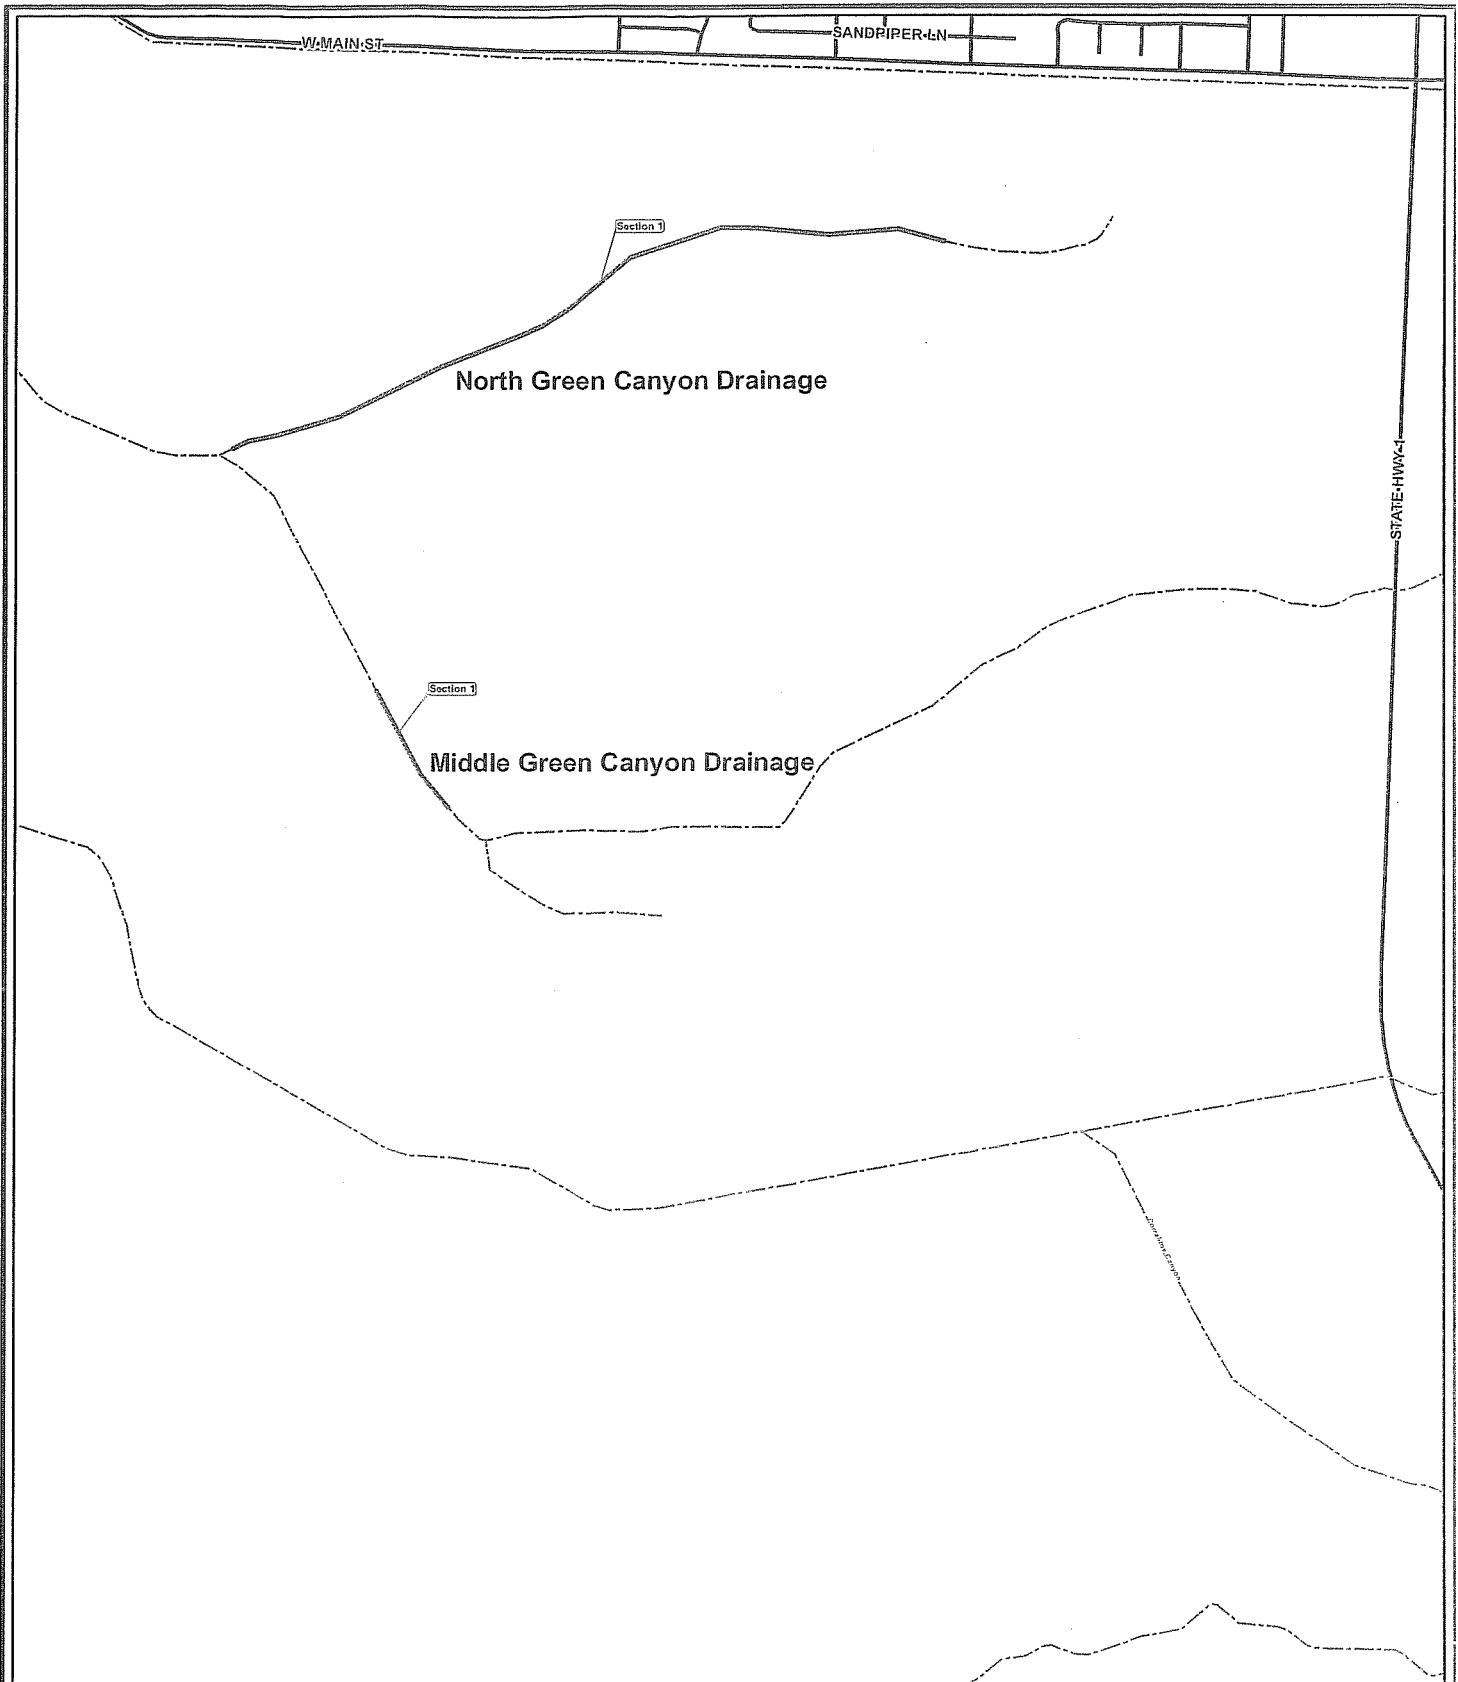 W MAIN ST
SANDPIPER LN
Section 1
North Green Canyon Drainage
STATE HWY 1
Section 1
Middle Green Canyon Drainage
Canyon